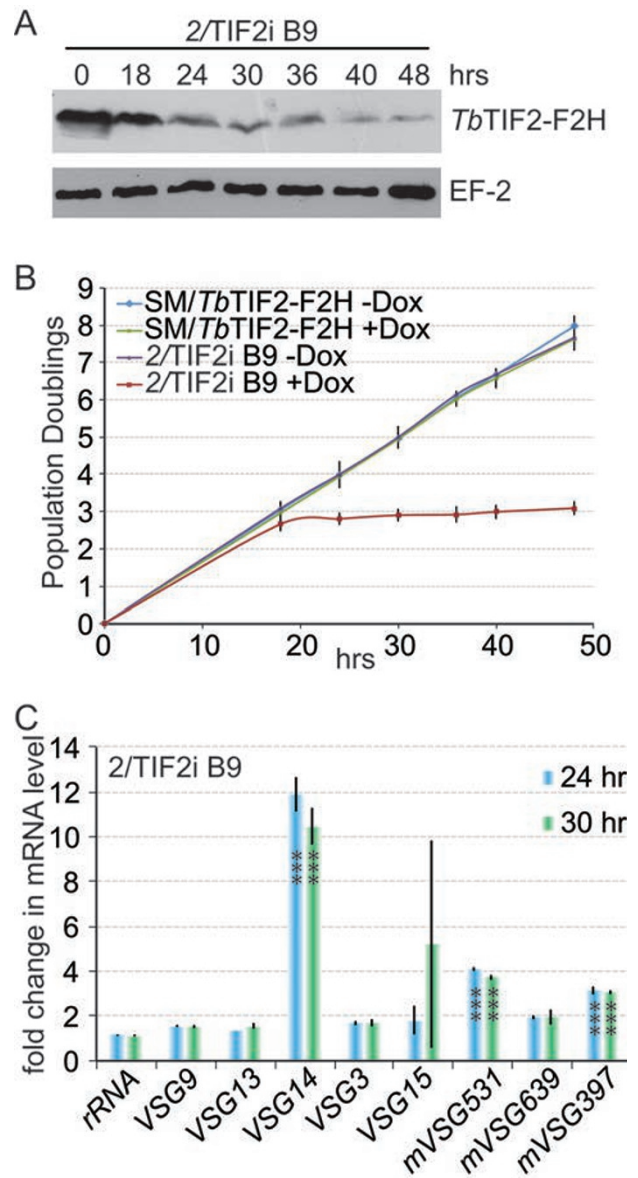 A
2/TIF2i B9
0 18 24 30 36 40 48 hrs
TbTIF2-F2H
EF-2
B
9
8
7
6
5
4
3
2
1
0
SM/TbTIF2-F2H -Dox
SM/TbTIF2-F2H +Dox
2/TIF2i B9 -Dox
2/TIF2i B9 +Dox
Population Doublings
0 10 20 30 40 50
hrs
C
14
12
10
8
6
4
2
0
2/TIF2i B9
24 hr
30 hr
fold change in mRNA level
*** ***
*** ***
*** ***
rRNA
VSG9
VSG13
VSG14
VSG3
VSG15
mVSG531
mVSG639
mVSG397